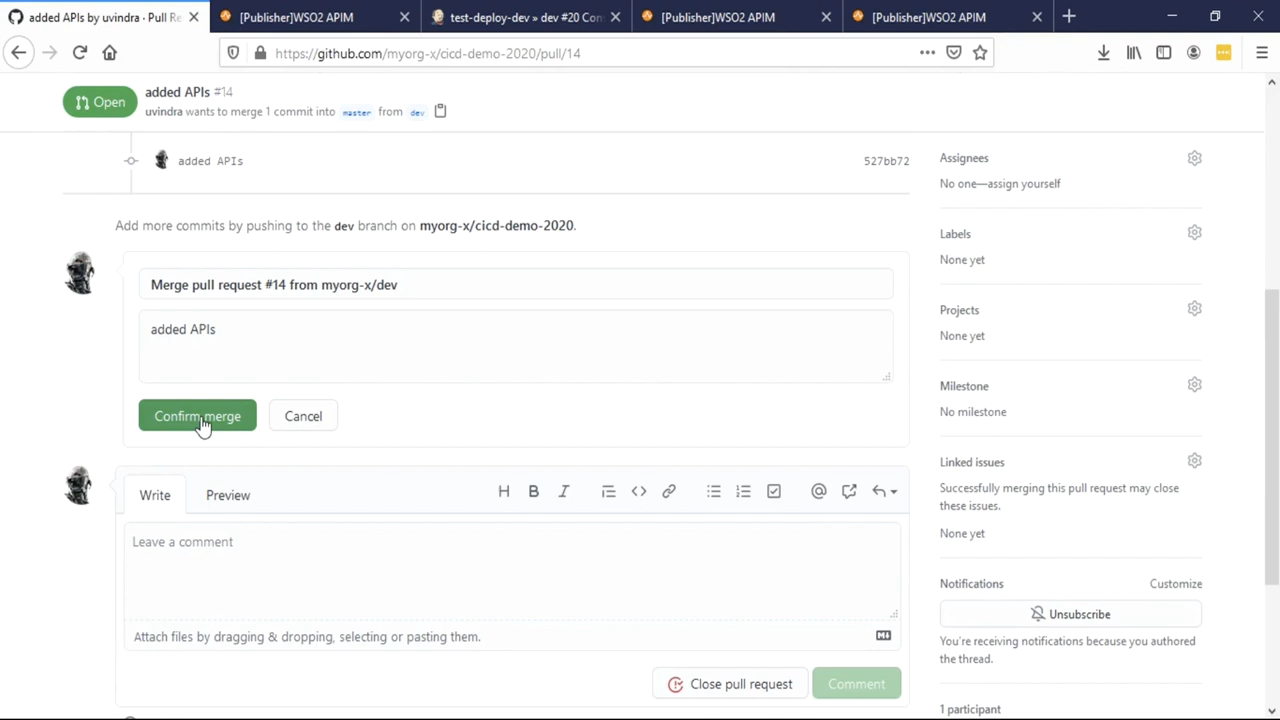 added APIs by uvindra · Pull Re
[Publisher]WSO2 APIM
test-deploy-dev » dev #20 Con
[Publisher]WSO2 APIM
[Publisher]WSO2 APIM
https://github.com/myorg-x/cicd-demo-2020/pull/14
Open
added APIs #14
uvindra wants to merge 1 commit into master from dev
added APIs
527bb72
Add more commits by pushing to the dev branch on myorg-x/cicd-demo-2020.
Merge pull request #14 from myorg-x/dev
added APIs
Confirm merge
Cancel
Write
Preview
Leave a comment
Attach files by dragging & dropping, selecting or pasting them.
Close pull request
Comment
Assignees
No one—assign yourself
Labels
None yet
Projects
None yet
Milestone
No milestone
Linked issues
Successfully merging this pull request may close
these issues.
None yet
Notifications
Customize
Unsubscribe
You're receiving notifications because you authored
the thread.
1 participant